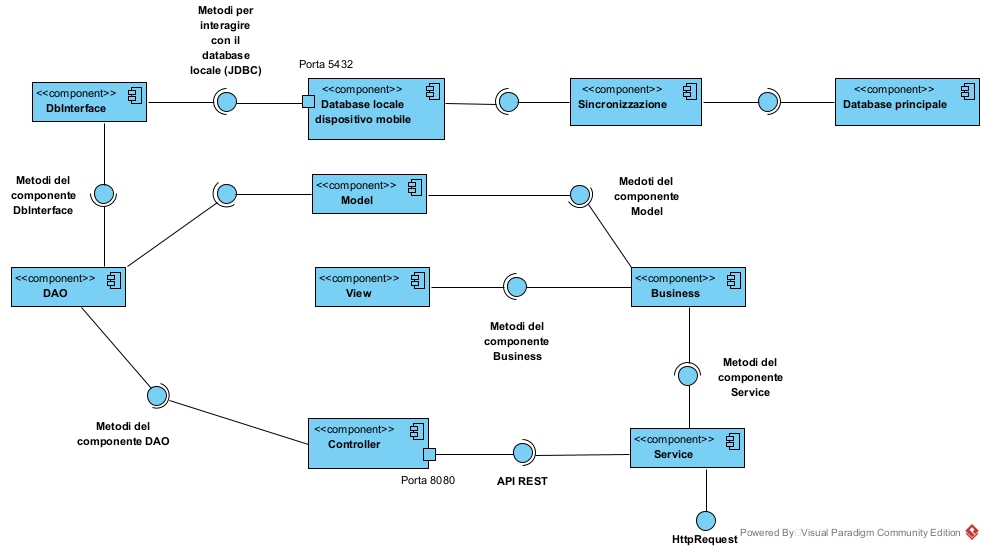 Metodi per
interagire
con il
database
locale (JDBC)
Porta 5432
<<component>>
DbInterface
<<component>>
Database locale
dispositivo mobile
<<component>>
Sincronizzazione
<<component>>
Database principale
Metodi del
componente
DbInterface
<<component>>
Model
Medoti del
componente
Model
<<component>>
DAO
<<component>>
View
<<component>>
Business
Metodi del
componente
Business
Metodi del
componente
Service
Metodi del
componente DAO
<<component>>
Controller
Porta 8080
API REST
<<component>>
Service
HttpRequest
Powered By Visual Paradigm Community Edition